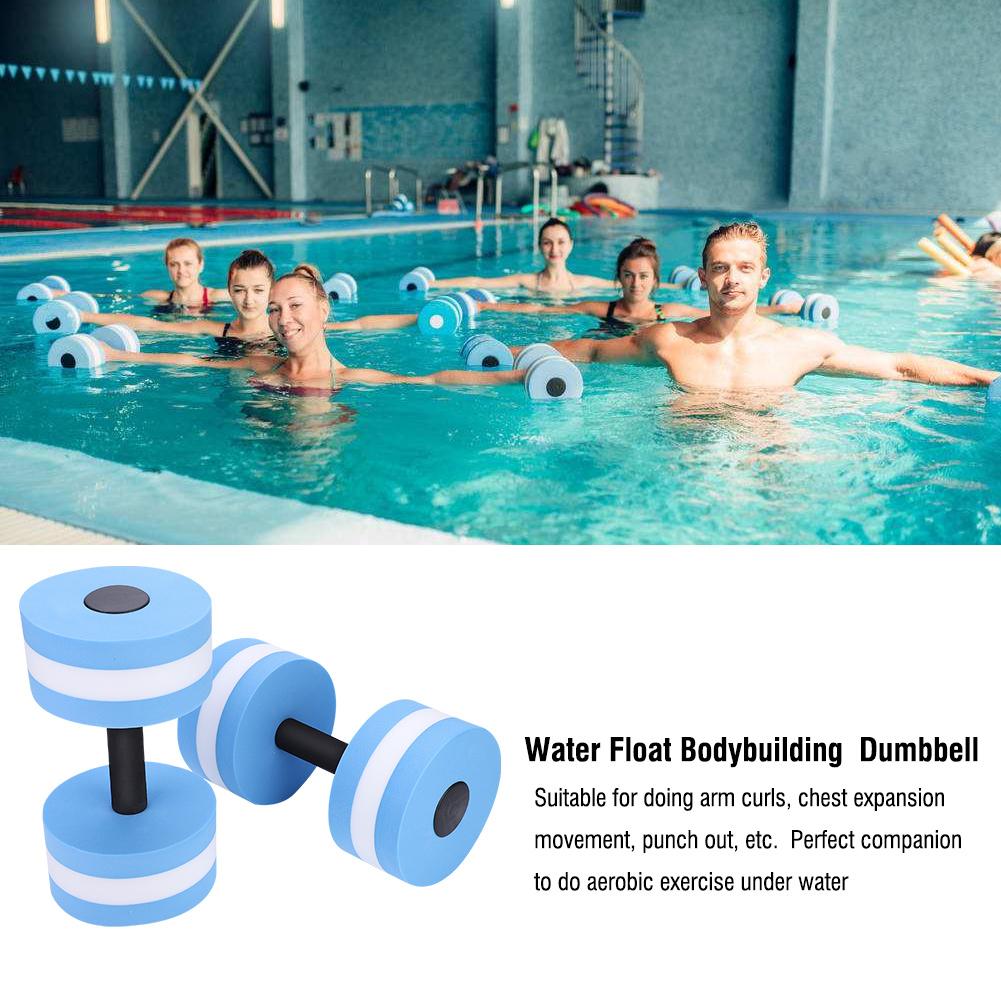 Water Float Bodybuilding  Dumbbell
Suitable for doing arm curls, chest expansion
movement, punch out, etc.  Perfect companion
to do aerobic exercise under water